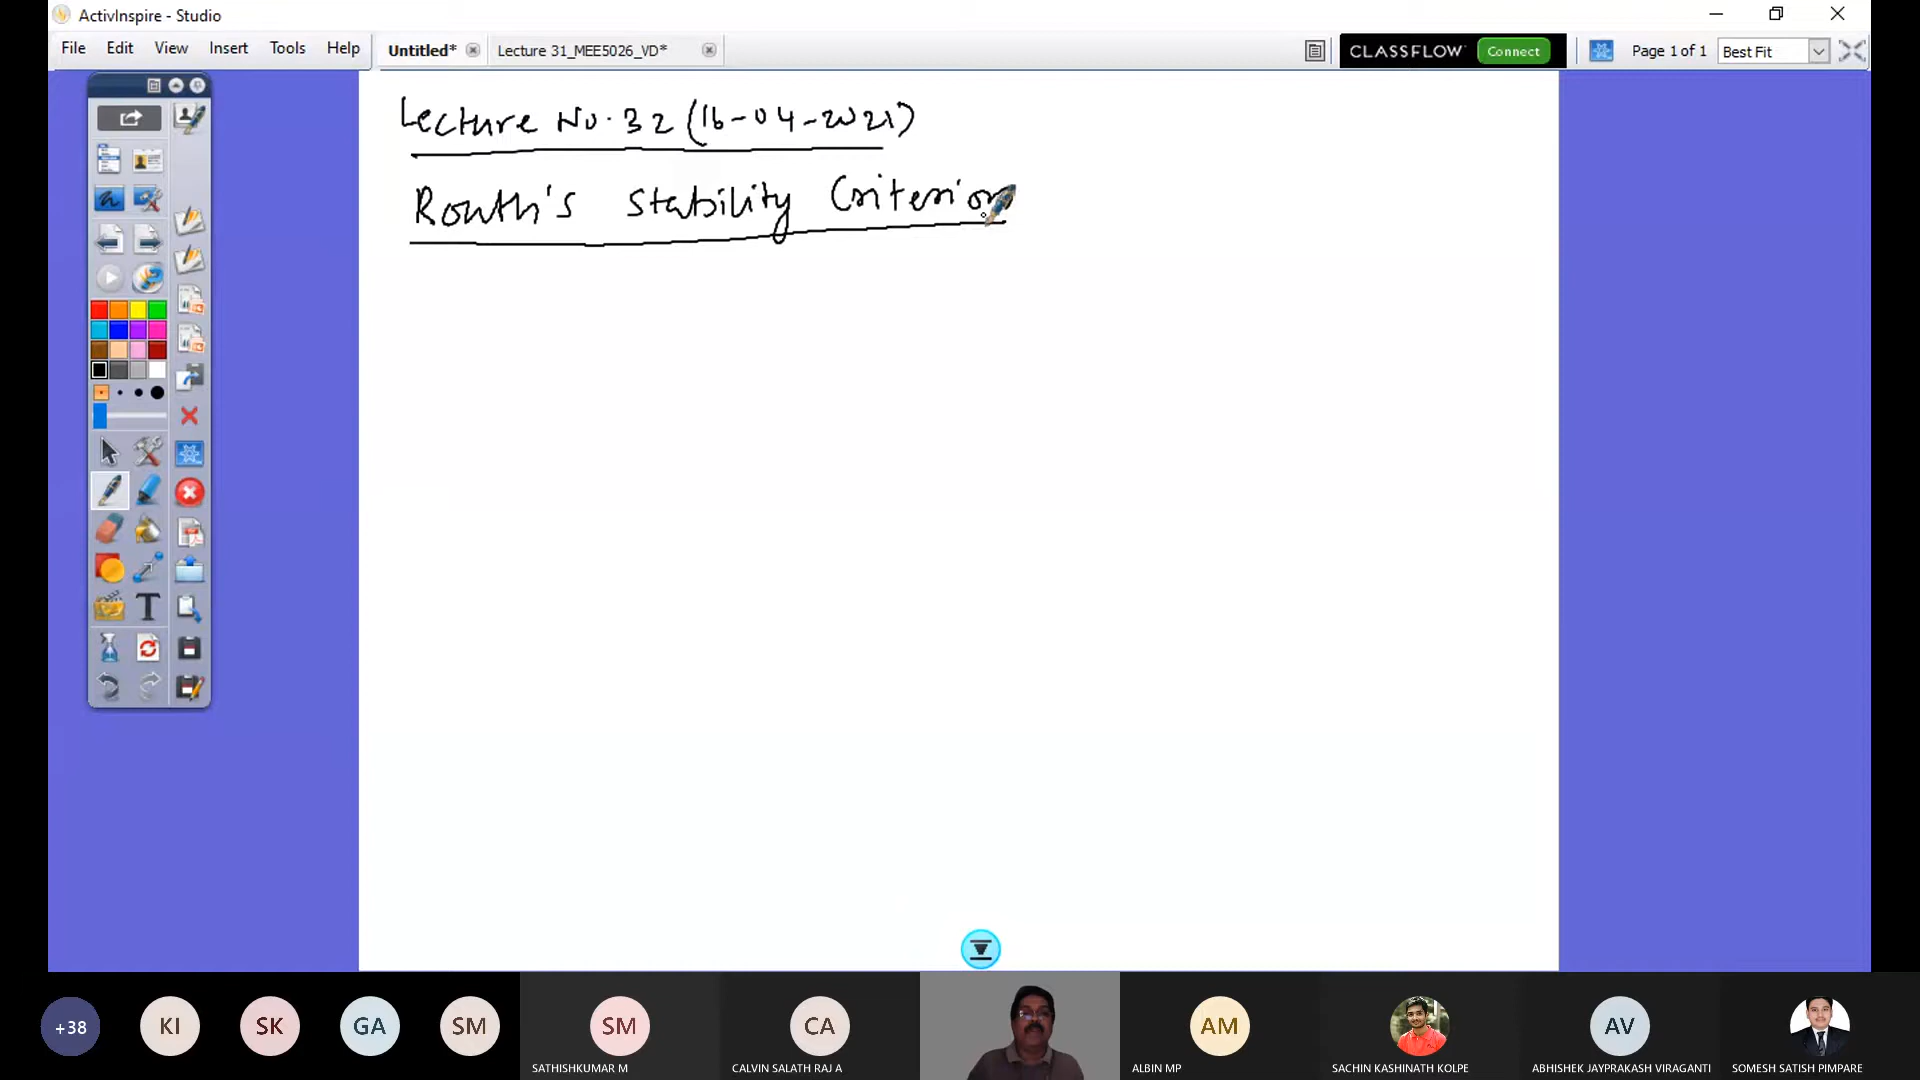 ActivInspire - Studio
File Edit View Insert Tools Help
Untitled* Lecture 31_MEE5026_VD*
CLASSFLOW Connect
Page 1 of 1 Best Fit
Lecture No. 32 (16-04-2021)
Routh's Stability Criterion
T
+38 KI SK GA SM SM CA AM AV
SATHISHKUMAR M CALVIN SALATH RAJ A ALBIN MP SACHIN KASHINATH KOLPE ABHISHEK JAYPRAKASH VIRAGANTI SOMESH SATISH PIMPARE